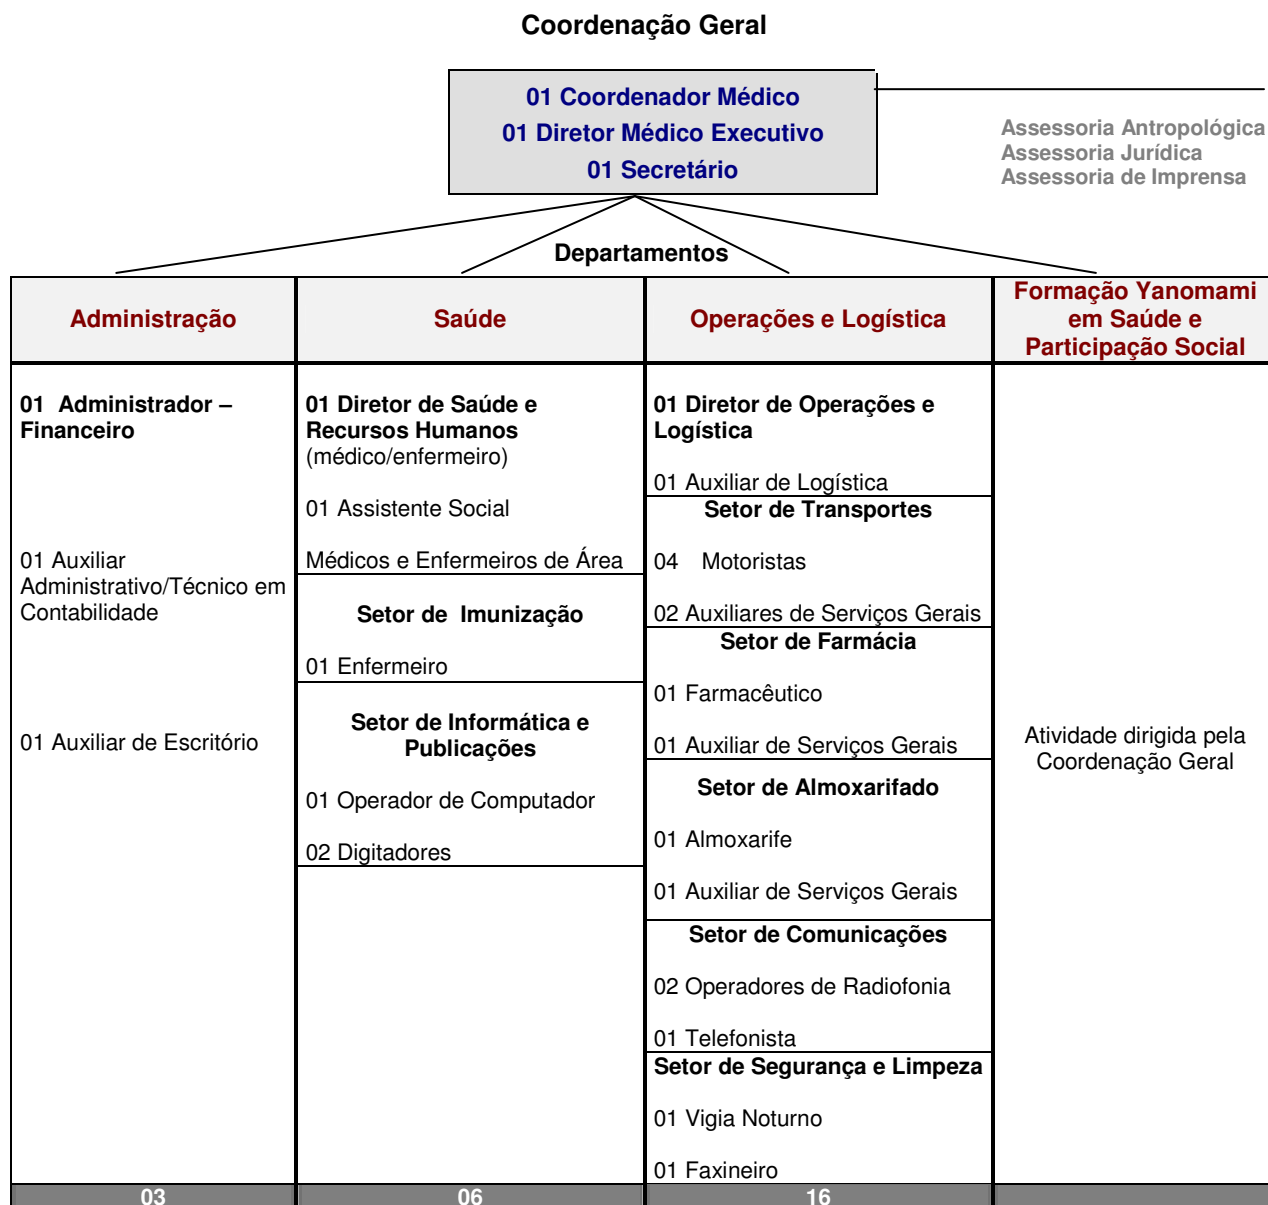 Coordenação Geral
01 Coordenador Médico
01 Diretor Médico Executivo
01 Secretário
Assessoria Antropológica
Assessoria Jurídica
Assessoria de Imprensa
Departamentos
Administração
Saúde
Operações e Logística
Formação Yanomami
em Saúde e
Participação Social
01 Administrador –
Financeiro
01 Auxiliar
Administrativo/Técnico em
Contabilidade
01 Auxiliar de Escritório
01 Diretor de Saúde e
Recursos Humanos
(médico/enfermeiro)
01 Assistente Social
Médicos e Enfermeiros de Área
Setor de Imunização
01 Enfermeiro
Setor de Informática e
Publicações
01 Operador de Computador
02 Digitadores
01 Diretor de Operações e
Logística
01 Auxiliar de Logística
Setor de Transportes
04 Motoristas
02 Auxiliares de Serviços Gerais
Setor de Farmácia
01 Farmacêutico
01 Auxiliar de Serviços Gerais
Setor de Almoxarifado
01 Almoxarife
01 Auxiliar de Serviços Gerais
Setor de Comunicações
02 Operadores de Radiofonia
01 Telefonista
Setor de Segurança e Limpeza
01 Vigia Noturno
01 Faxineiro
Atividade dirigida pela
Coordenação Geral
03
06
16